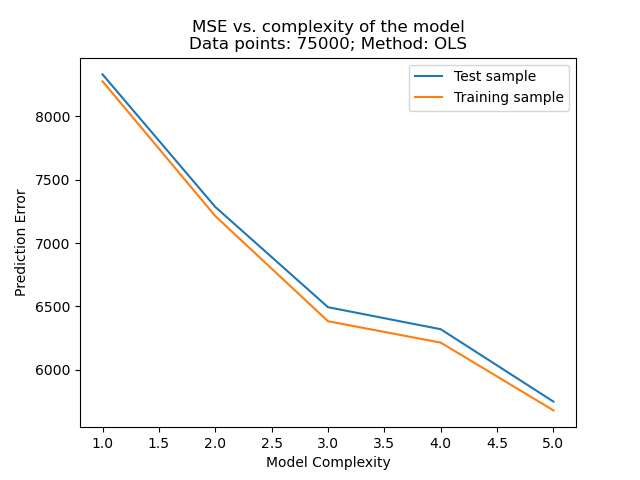 MSE vs. complexity of the model
Data points: 75000; Method: OLS
Test sample
Training sample
8000
7500
7000
6500
6000
Prediction Error
1.0 1.5 2.0 2.5 3.0 3.5 4.0 4.5 5.0
Model Complexity